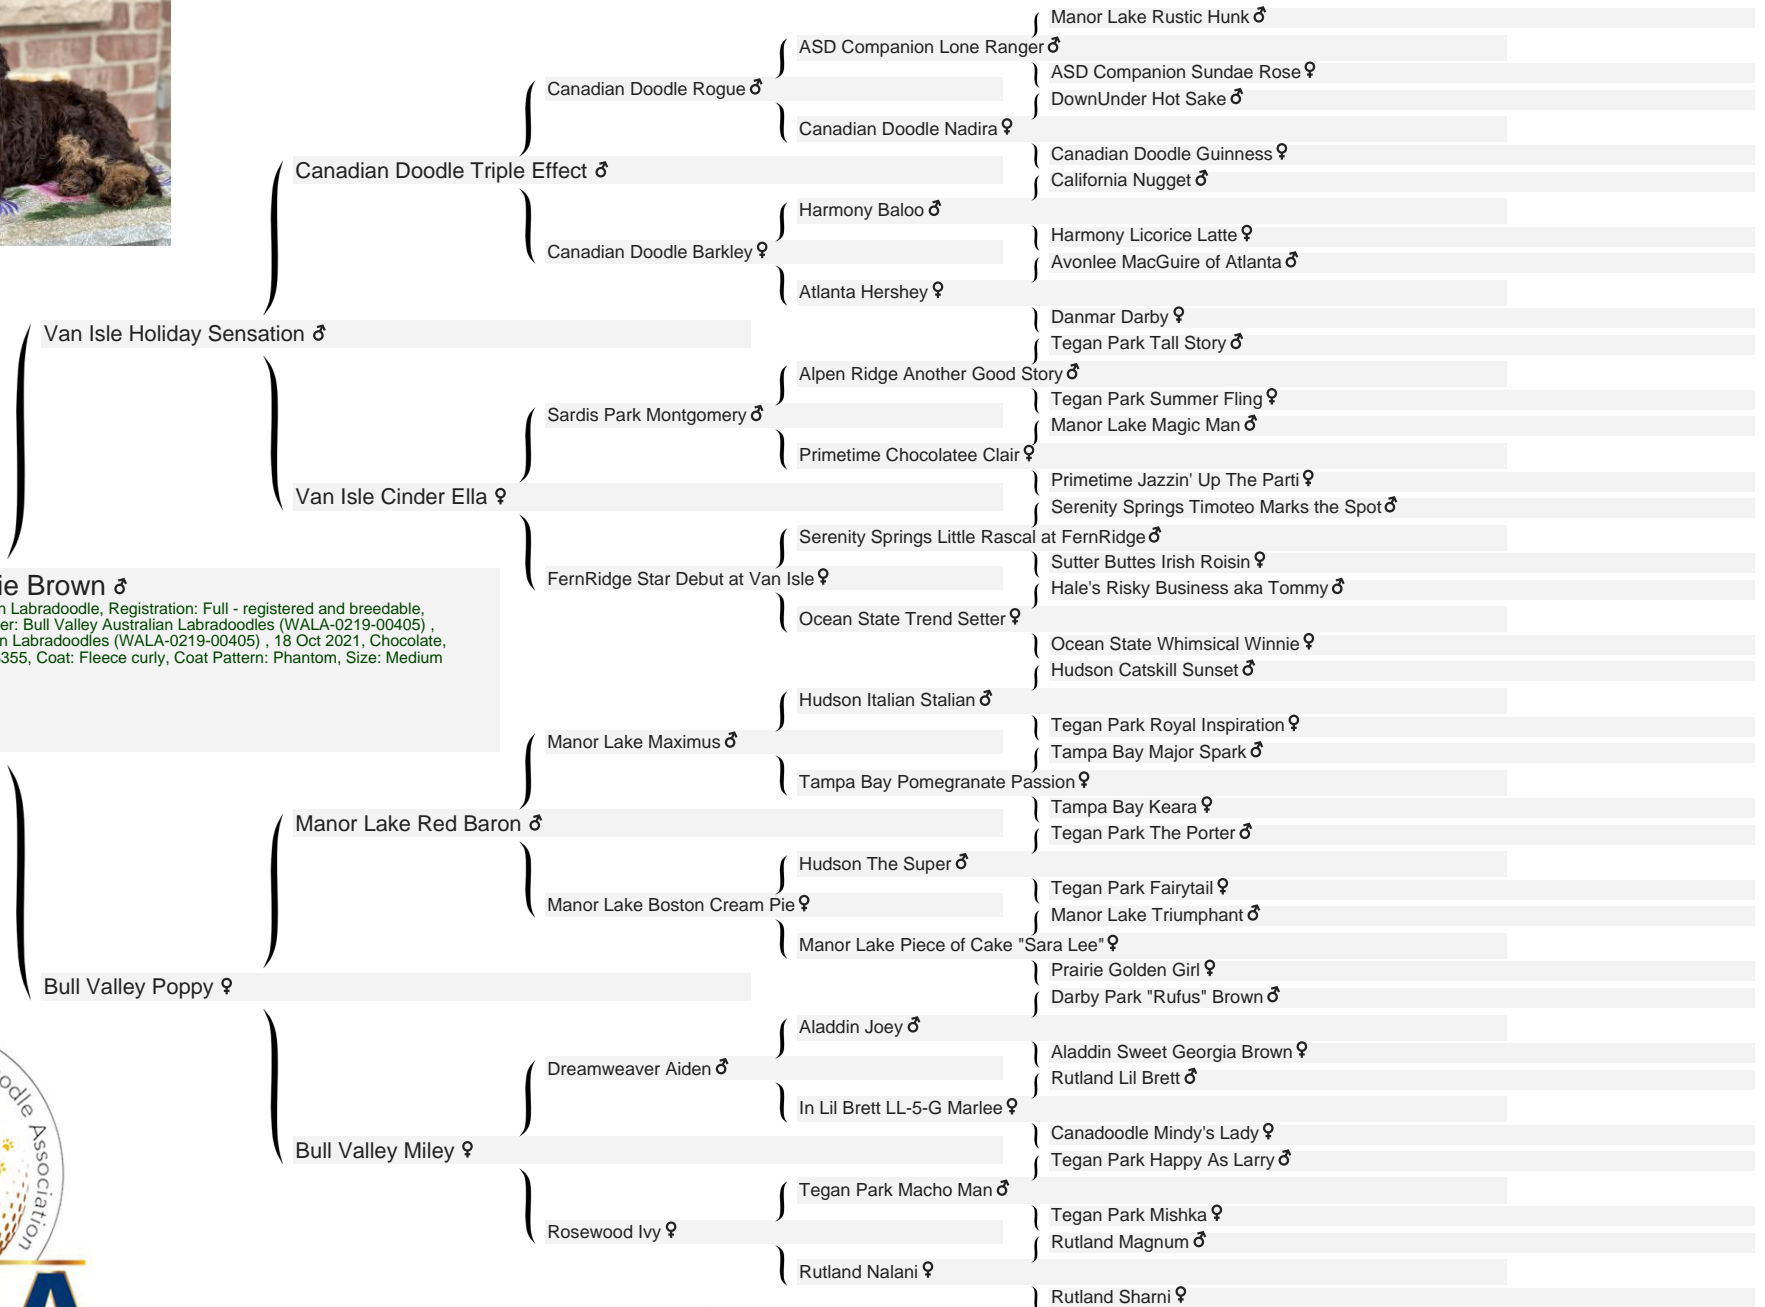 Manor Lake Rustic Hunk ♂
ASD Companion Lone Ranger ♂
ASD Companion Sundae Rose ♀
Canadian Doodle Rogue ♂
DownUnder Hot Sake ♂
Canadian Doodle Nadira ♀
Canadian Doodle Guinness ♀
Canadian Doodle Triple Effect ♂
California Nugget ♂
Harmony Baloo ♂
Harmony Licorice Latte ♀
Canadian Doodle Barkley ♀
Avonlee MacGuire of Atlanta ♂
Atlanta Hershey ♀
Danmar Darby ♀
Van Isle Holiday Sensation ♂
Tegan Park Tall Story ♂
Alpen Ridge Another Good Story ♂
Tegan Park Summer Fling ♀
Sardis Park Montgomery ♂
Manor Lake Magic Man ♂
Primetime Chocolatee Clair ♀
Primetime Jazzin' Up The Parti ♀
Van Isle Cinder Ella ♀
Serenity Springs Timoteo Marks the Spot ♂
Serenity Springs Little Rascal at FernRidge ♂
Sutter Buttes Irish Roisin ♀
FernRidge Star Debut at Van Isle ♀
Hale's Risky Business aka Tommy ♂
Ocean State Trend Setter ♀
Ocean State Whimsical Winnie ♀
ie Brown ♂
n Labradoodle, Registration: Full - registered and breedable,
er: Bull Valley Australian Labradoodles (WALA-0219-00405) ,
n Labradoodles (WALA-0219-00405) , 18 Oct 2021, Chocolate,
355, Coat: Fleece curly, Coat Pattern: Phantom, Size: Medium
Hudson Catskill Sunset ♂
Hudson Italian Stalian ♂
Tegan Park Royal Inspiration ♀
Manor Lake Maximus ♂
Tampa Bay Major Spark ♂
Tampa Bay Pomegranate Passion ♀
Tampa Bay Keara ♀
Manor Lake Red Baron ♂
Tegan Park The Porter ♂
Hudson The Super ♂
Tegan Park Fairytail ♀
Manor Lake Boston Cream Pie ♀
Manor Lake Triumphant ♂
Manor Lake Piece of Cake "Sara Lee" ♀
Prairie Golden Girl ♀
Bull Valley Poppy ♀
Darby Park "Rufus" Brown ♂
Aladdin Joey ♂
Aladdin Sweet Georgia Brown ♀
Dreamweaver Aiden ♂
Rutland Lil Brett ♂
In Lil Brett LL-5-G Marlee ♀
Canadoodle Mindy's Lady ♀
Bull Valley Miley ♀
Tegan Park Happy As Larry ♂
Tegan Park Macho Man ♂
Tegan Park Mishka ♀
Rosewood Ivy ♀
Rutland Magnum ♂
Rutland Nalani ♀
Rutland Sharni ♀
odle Association
A